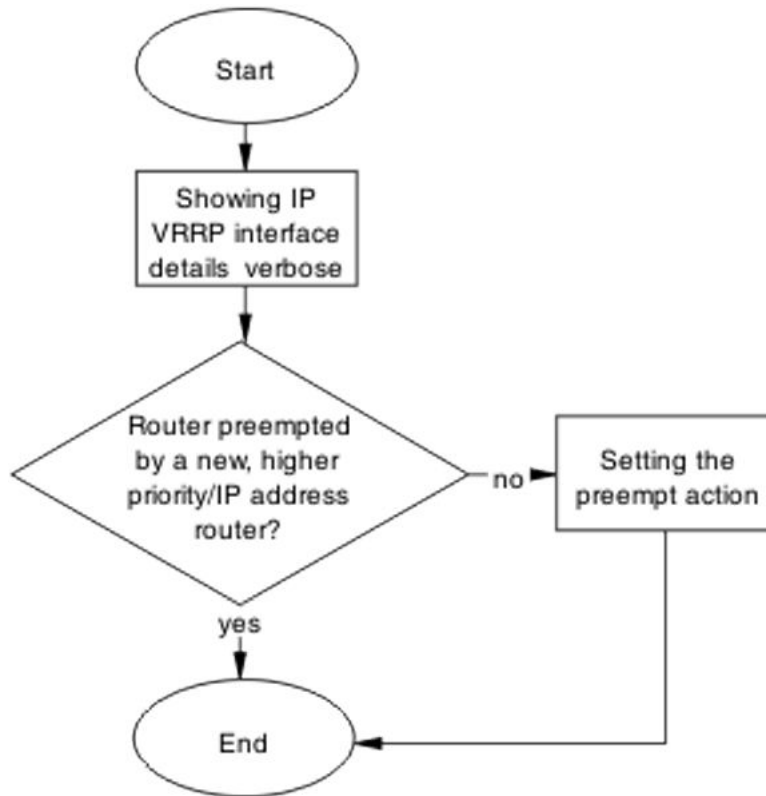 Start
Showing IP
VRRP interface
details verbose
Router preempted
by a new, higher
priority/IP address
router?
no
Setting the
preempt action
yes
End